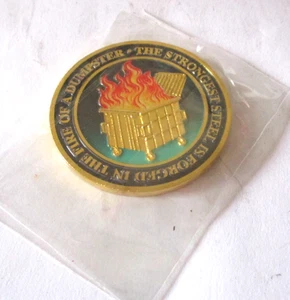 THE STRONGEST STEEL IS FORGED IN THE FIRE OF A DUMPSTER